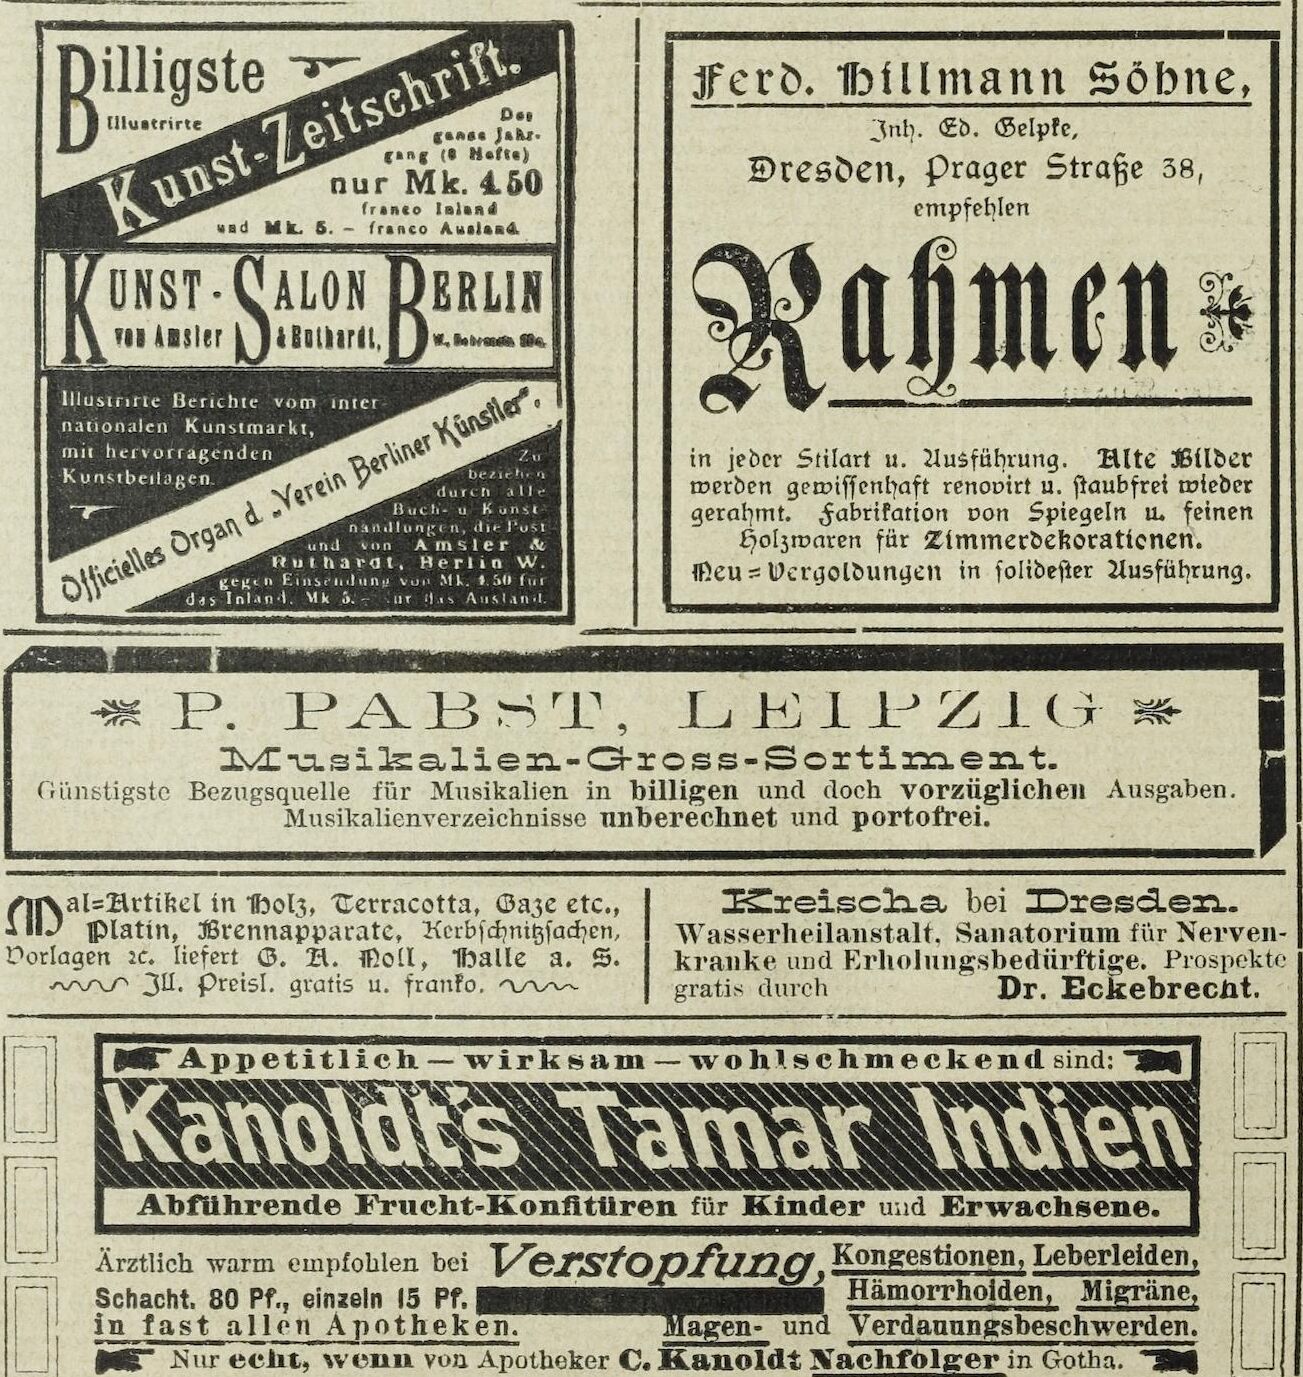 Billigste
Illustrirte
Kunst-Zeitschrift.
Der
ganze Jahr-
gang (8 Hefte)
nur Mk. 4.50
franco Inland
und Mk. 5.— franco Ausland.
KUNST-SALON BERLIN
von Amsler & Ruthardt, W., Behrenstr.
Illustrirte Berichte vom inter-
nationalen Kunstmarkt,
mit hervorragenden
Kunstbeilagen.
Officielles Organ d. „Verein Berliner Künstler“.
Zu
beziehen
durch alle
Buch- u Kunst-
handlungen, die Post
und von Amsler &
Ruthardt, Berlin W.
gegen Einsendung von Mk. 4.50 für
das Inland, Mk 5.— für das Ausland.
Ferd. Hillmann Söhne,
Inh. Ed. Gelpke,
Dresden, Prager Straße 38,
empfehlen
Rahmen
in jeder Stilart u. Ausführung. Alte Bilder
werden gewissenhaft renovirt u. staubfrei wieder
gerahmt. Fabrikation von Spiegeln u. feinen
Holzwaren für Zimmerdekorationen.
Neu=Vergoldungen in solidester Ausführung.
P. PABST, LEIPZIG
Musikalien-Gross-Sortiment.
Günstigste Bezugsquelle für Musikalien in billigen und doch vorzüglichen Ausgaben.
Musikalienverzeichnisse unberechnet und portofrei.
Mal=Artikel in Holz, Terracotta, Gaze etc.,
Platin, Brennapparate, Kerbschnitzsachen,
Vorlagen ꝛc. liefert G. A. Noll, Halle a. S.
Ill. Preisl. gratis u. franko.
Kreischa bei Dresden.
Wasserheilanstalt, Sanatorium für Nerven-
kranke und Erholungsbedürftige. Prospekte
gratis durch Dr. Eckebrecht.
Appetitlich — wirksam — wohlschmeckend sind:
Kanoldt's Tamar Indien
Abführende Frucht-Konfitüren für Kinder und Erwachsene.
Ärztlich warm empfohlen bei Verstopfung, Kongestionen, Leberleiden,
Schacht. 80 Pf., einzeln 15 Pf. Hämorrhoiden, Migräne,
in fast allen Apotheken. Magen- und Verdauungsbeschwerden.
Nur echt, wenn von Apotheker C. Kanoldt Nachfolger in Gotha.